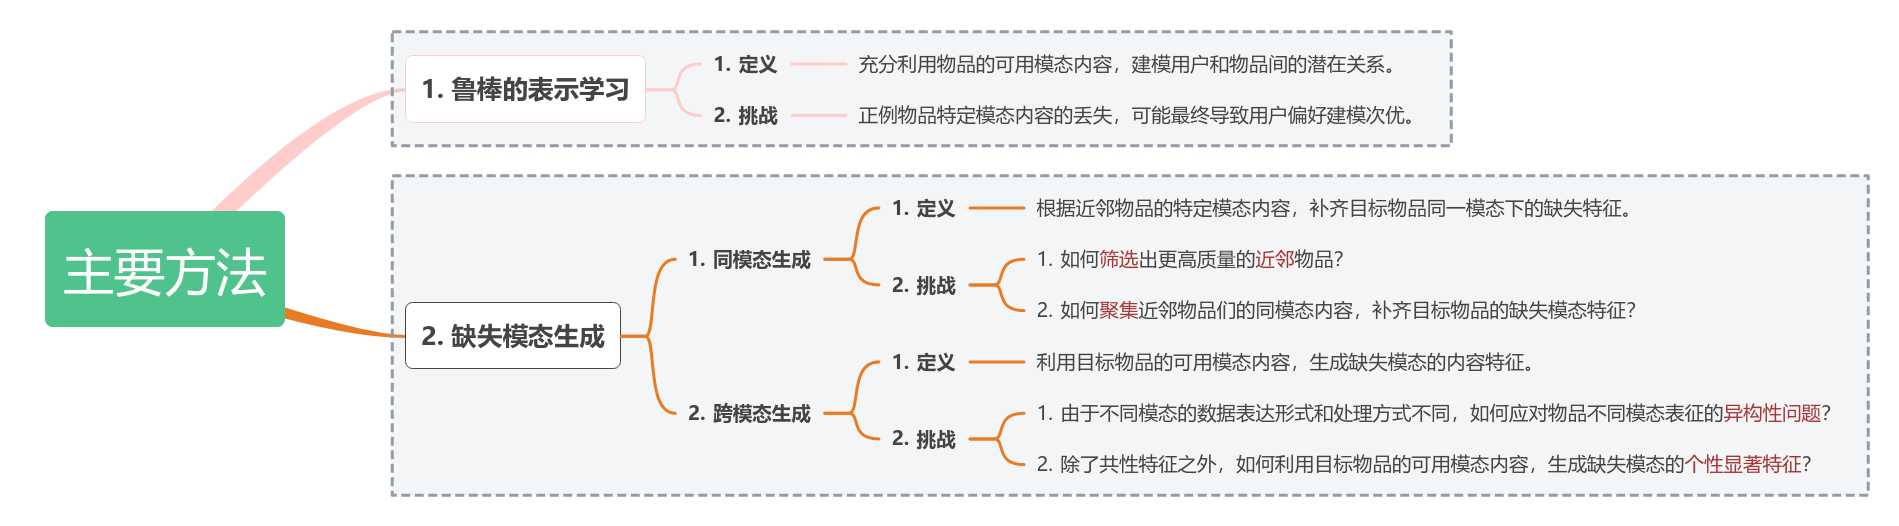 主要方法
1. 鲁棒的表示学习
1. 定义
充分利用物品的可用模态内容，建模用户和物品间的潜在关系。
2. 挑战
正例物品特定模态内容的丢失，可能最终导致用户偏好建模次优。
2. 缺失模态生成
1. 同模态生成
1. 定义
根据近邻物品的特定模态内容，补齐目标物品同一模态下的缺失特征。
2. 挑战
1. 如何筛选出更高质量的近邻物品?
2. 如何聚集近邻物品们的同模态内容，补齐目标物品的缺失模态特征?
2. 跨模态生成
1. 定义
利用目标物品的可用模态内容，生成缺失模态的内容特征。
2. 挑战
1. 由于不同模态的数据表达形式和处理方式不同，如何应对物品不同模态表征的异构性问题?
2. 除了共性特征之外，如何利用目标物品的可用模态内容，生成缺失模态的个性显著特征?